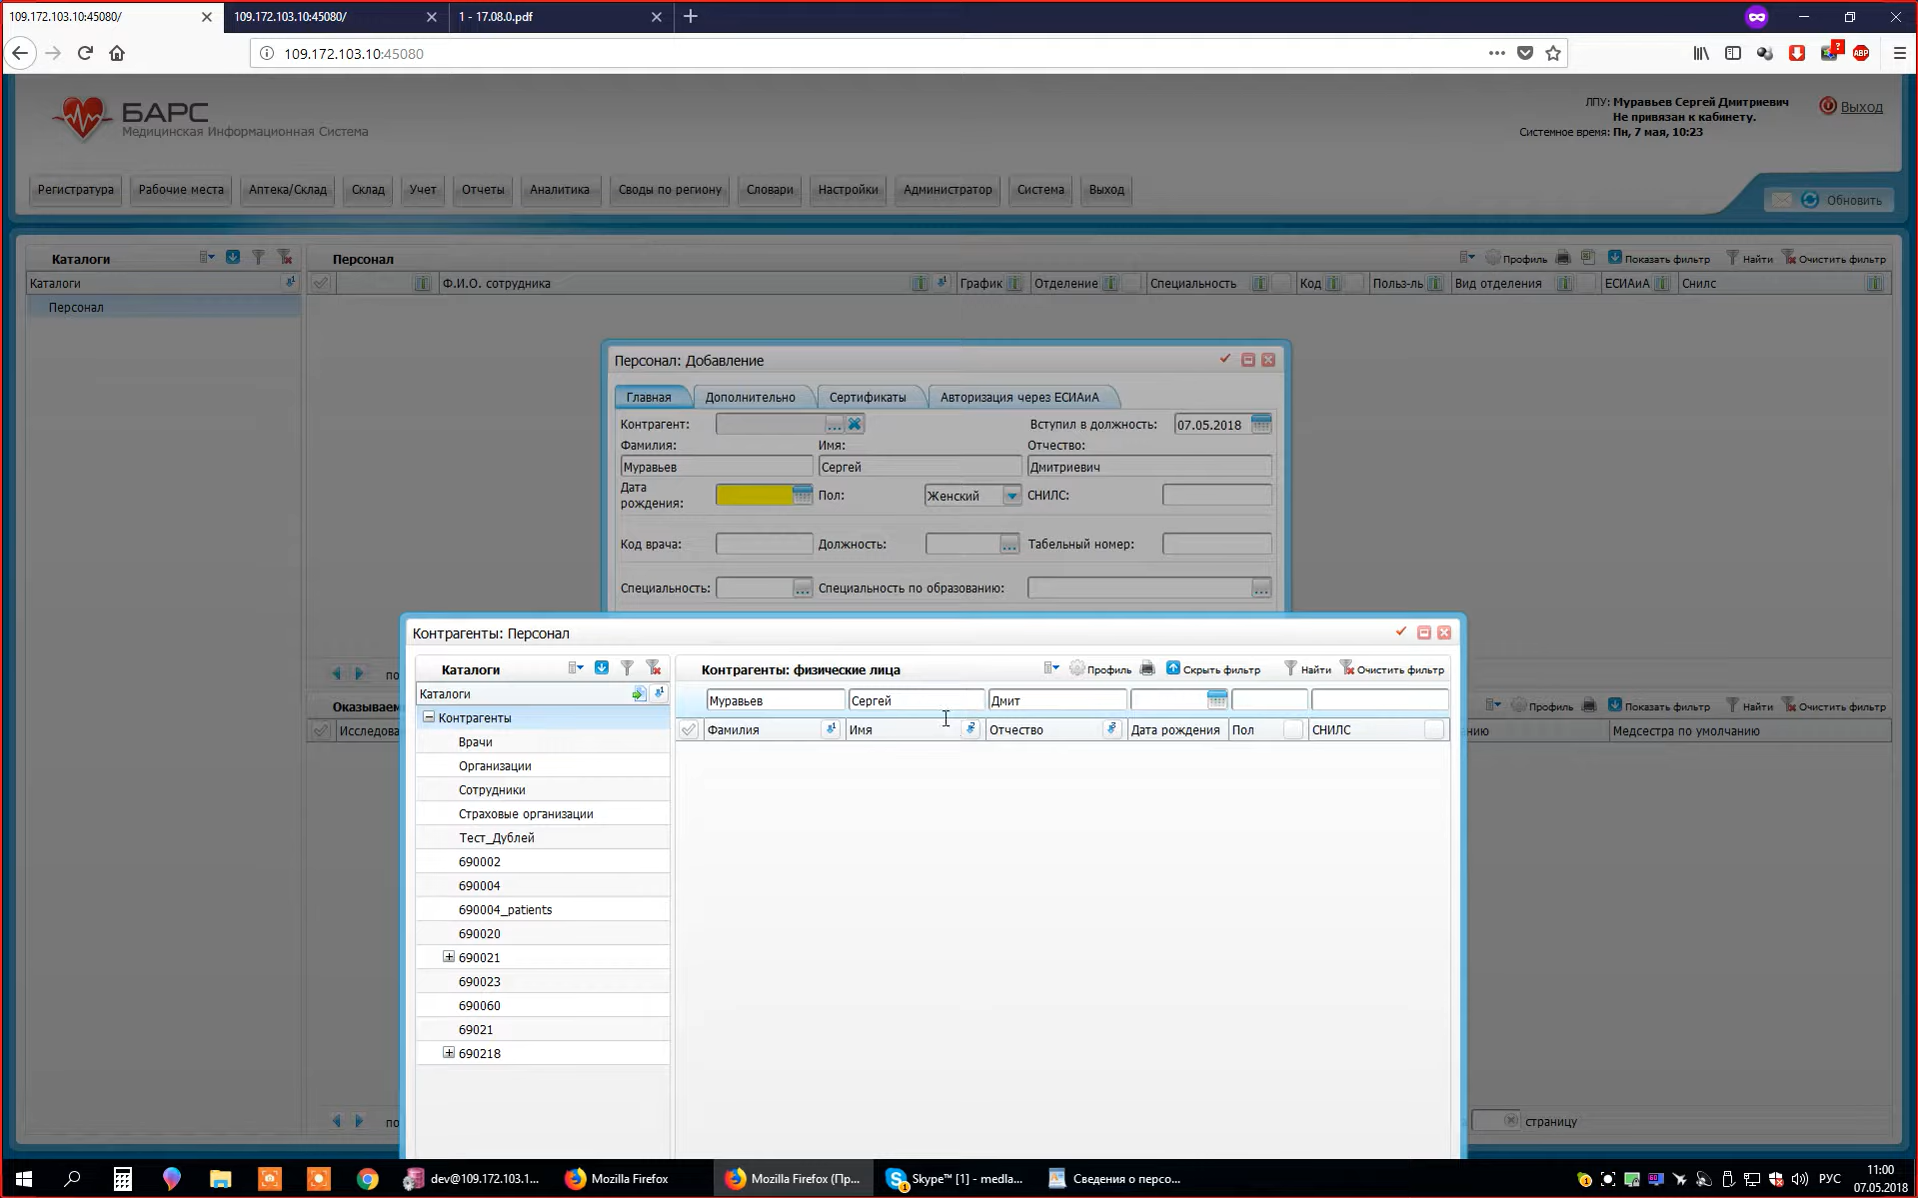 109.172.103.10:45080/
109.172.103.10:45080/
1 - 17.08.0.pdf
109.172.103.10:45080
ABP
БАРС
Медицинская Информационная Система
ЛПУ: Муравьев Сергей Дмитриевич
Не привязан к кабинету.
Системное время: Пн, 7 мая, 10:23
Выход
Регистратура
Рабочие места
Аптека/Склад
Склад
Учет
Отчеты
Аналитика
Своды по региону
Словари
Настройки
Администратор
Система
Выход
Обновить
Каталоги
Персонал
Профиль
Показать фильтр
Найти
Очистить фильтр
Каталоги
Ф.И.О. сотрудника
График
Отделение
Специальность
Код
Польз-ль
Вид отделения
ЕСИАиА
Снилс
Персонал
Персонал: Добавление
Главная
Дополнительно
Сертификаты
Авторизация через ЕСИАиА
Контрагент:
Вступил в должность:
07.05.2018
Фамилия:
Имя:
Отчество:
Муравьев
Сергей
Дмитриевич
Дата
рождения:
Пол:
Женский
СНИЛС:
Код врача:
Должность:
...
Табельный номер:
Специальность:
...
Специальность по образованию:
...
Контрагенты: Персонал
Каталоги
Контрагенты: физические лица
Профиль
Скрыть фильтр
Найти
Очистить фильтр
по
Каталоги
Муравьев
Сергей
Дмит
Оказываем
Профиль
Показать фильтр
Найти
Очистить фильтр
Контрагенты
Фамилия
Имя
Отчество
Дата рождения
Пол
СНИЛС
Исследова
нию
Медсестра по умолчанию
Врачи
Организации
Сотрудники
Страховые организации
Тест_Дублей
690002
690004
690004_patients
690020
690021
690023
690060
69021
690218
по
страницу
dev@109.172.103.1...
Mozilla Firefox
Mozilla Firefox (Пр...
Skype™ [1] - medla...
Сведения о персо...
РУС
11:00
07.05.2018